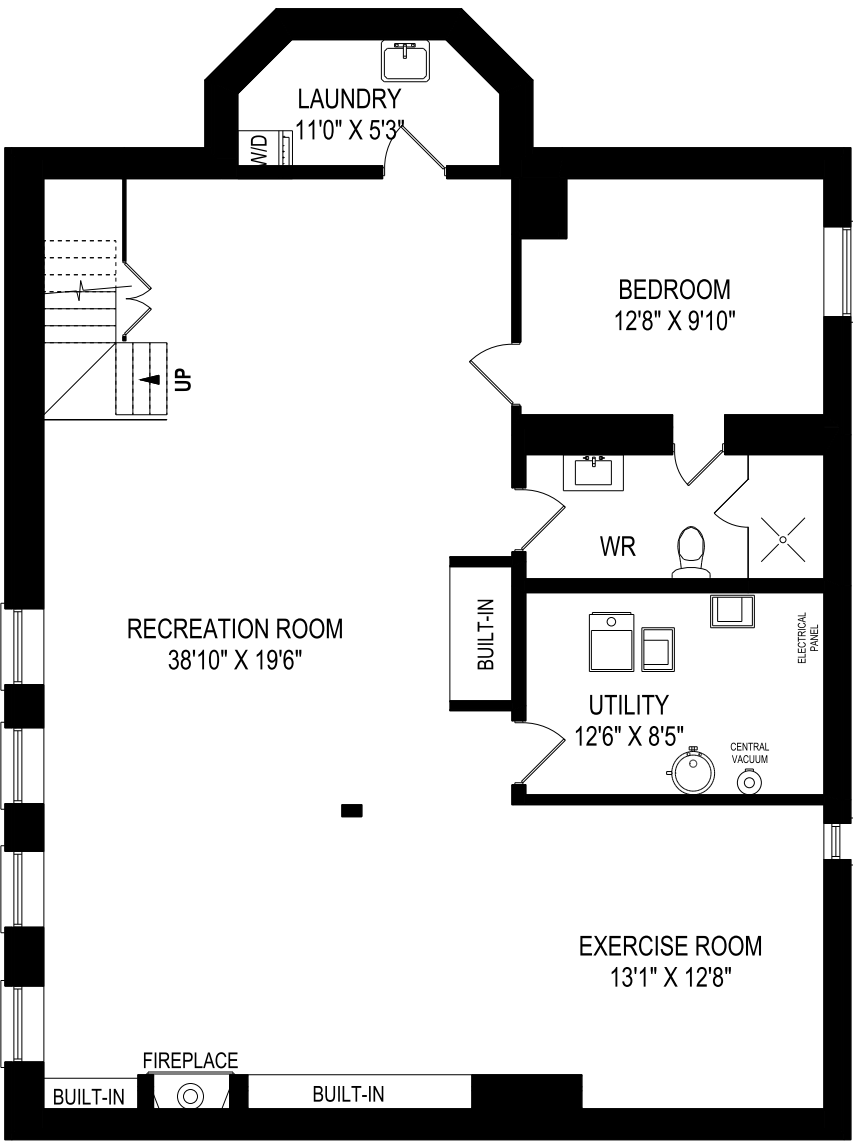 LAUNDRY
11'0" X 5'3"
W/D
BEDROOM
12'8" X 9'10"
UP
WR
RECREATION ROOM
38'10" X 19'6"
BUILT-IN
ELECTRICAL
PANEL
UTILITY
12'6" X 8'5"
CENTRAL
VACUUM
EXERCISE ROOM
13'1" X 12'8"
FIREPLACE
BUILT-IN
BUILT-IN